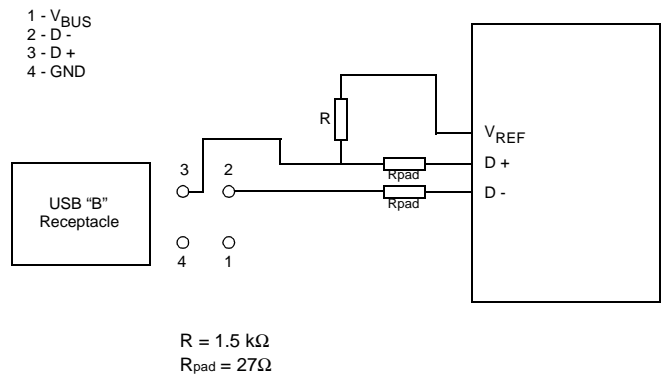 1 - VBUS
2 - D -
3 - D +
4 - GND
R
VREF
D +
Rpad
D -
Rpad
3 2
USB “B”
Receptacle
4 1
R = 1.5 kΩ
Rpad = 27Ω